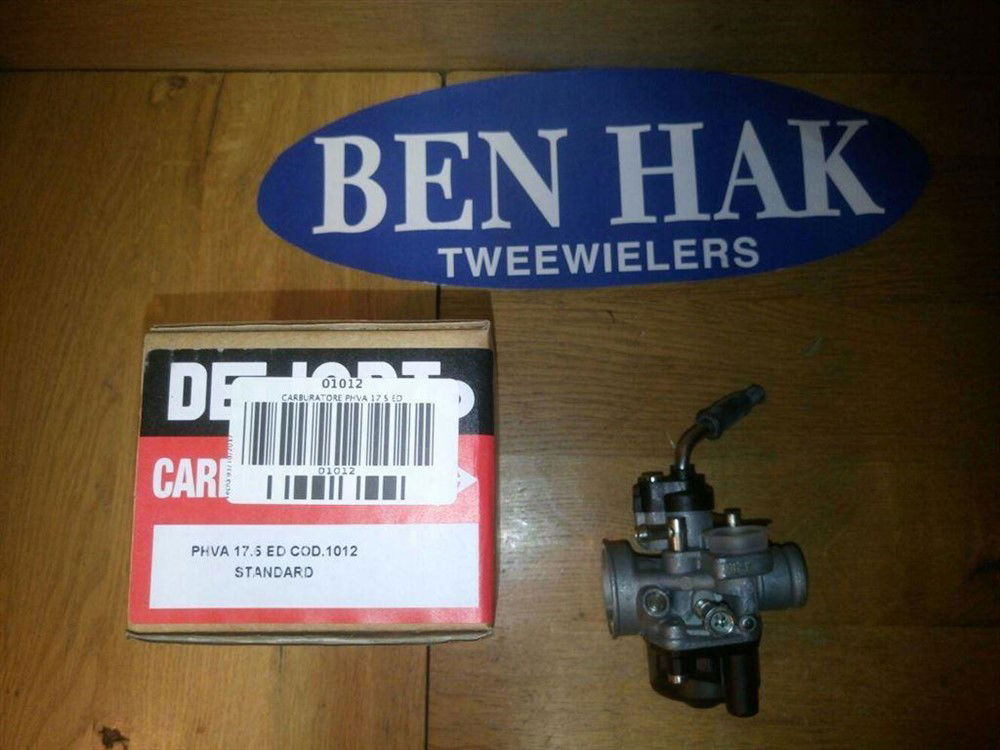 BEN HAK
TWEEWIELERS
01012
CARBURATORE PHVA 17.5 ED
01012
PHVA 17.5 ED COD.1012
STANDARD